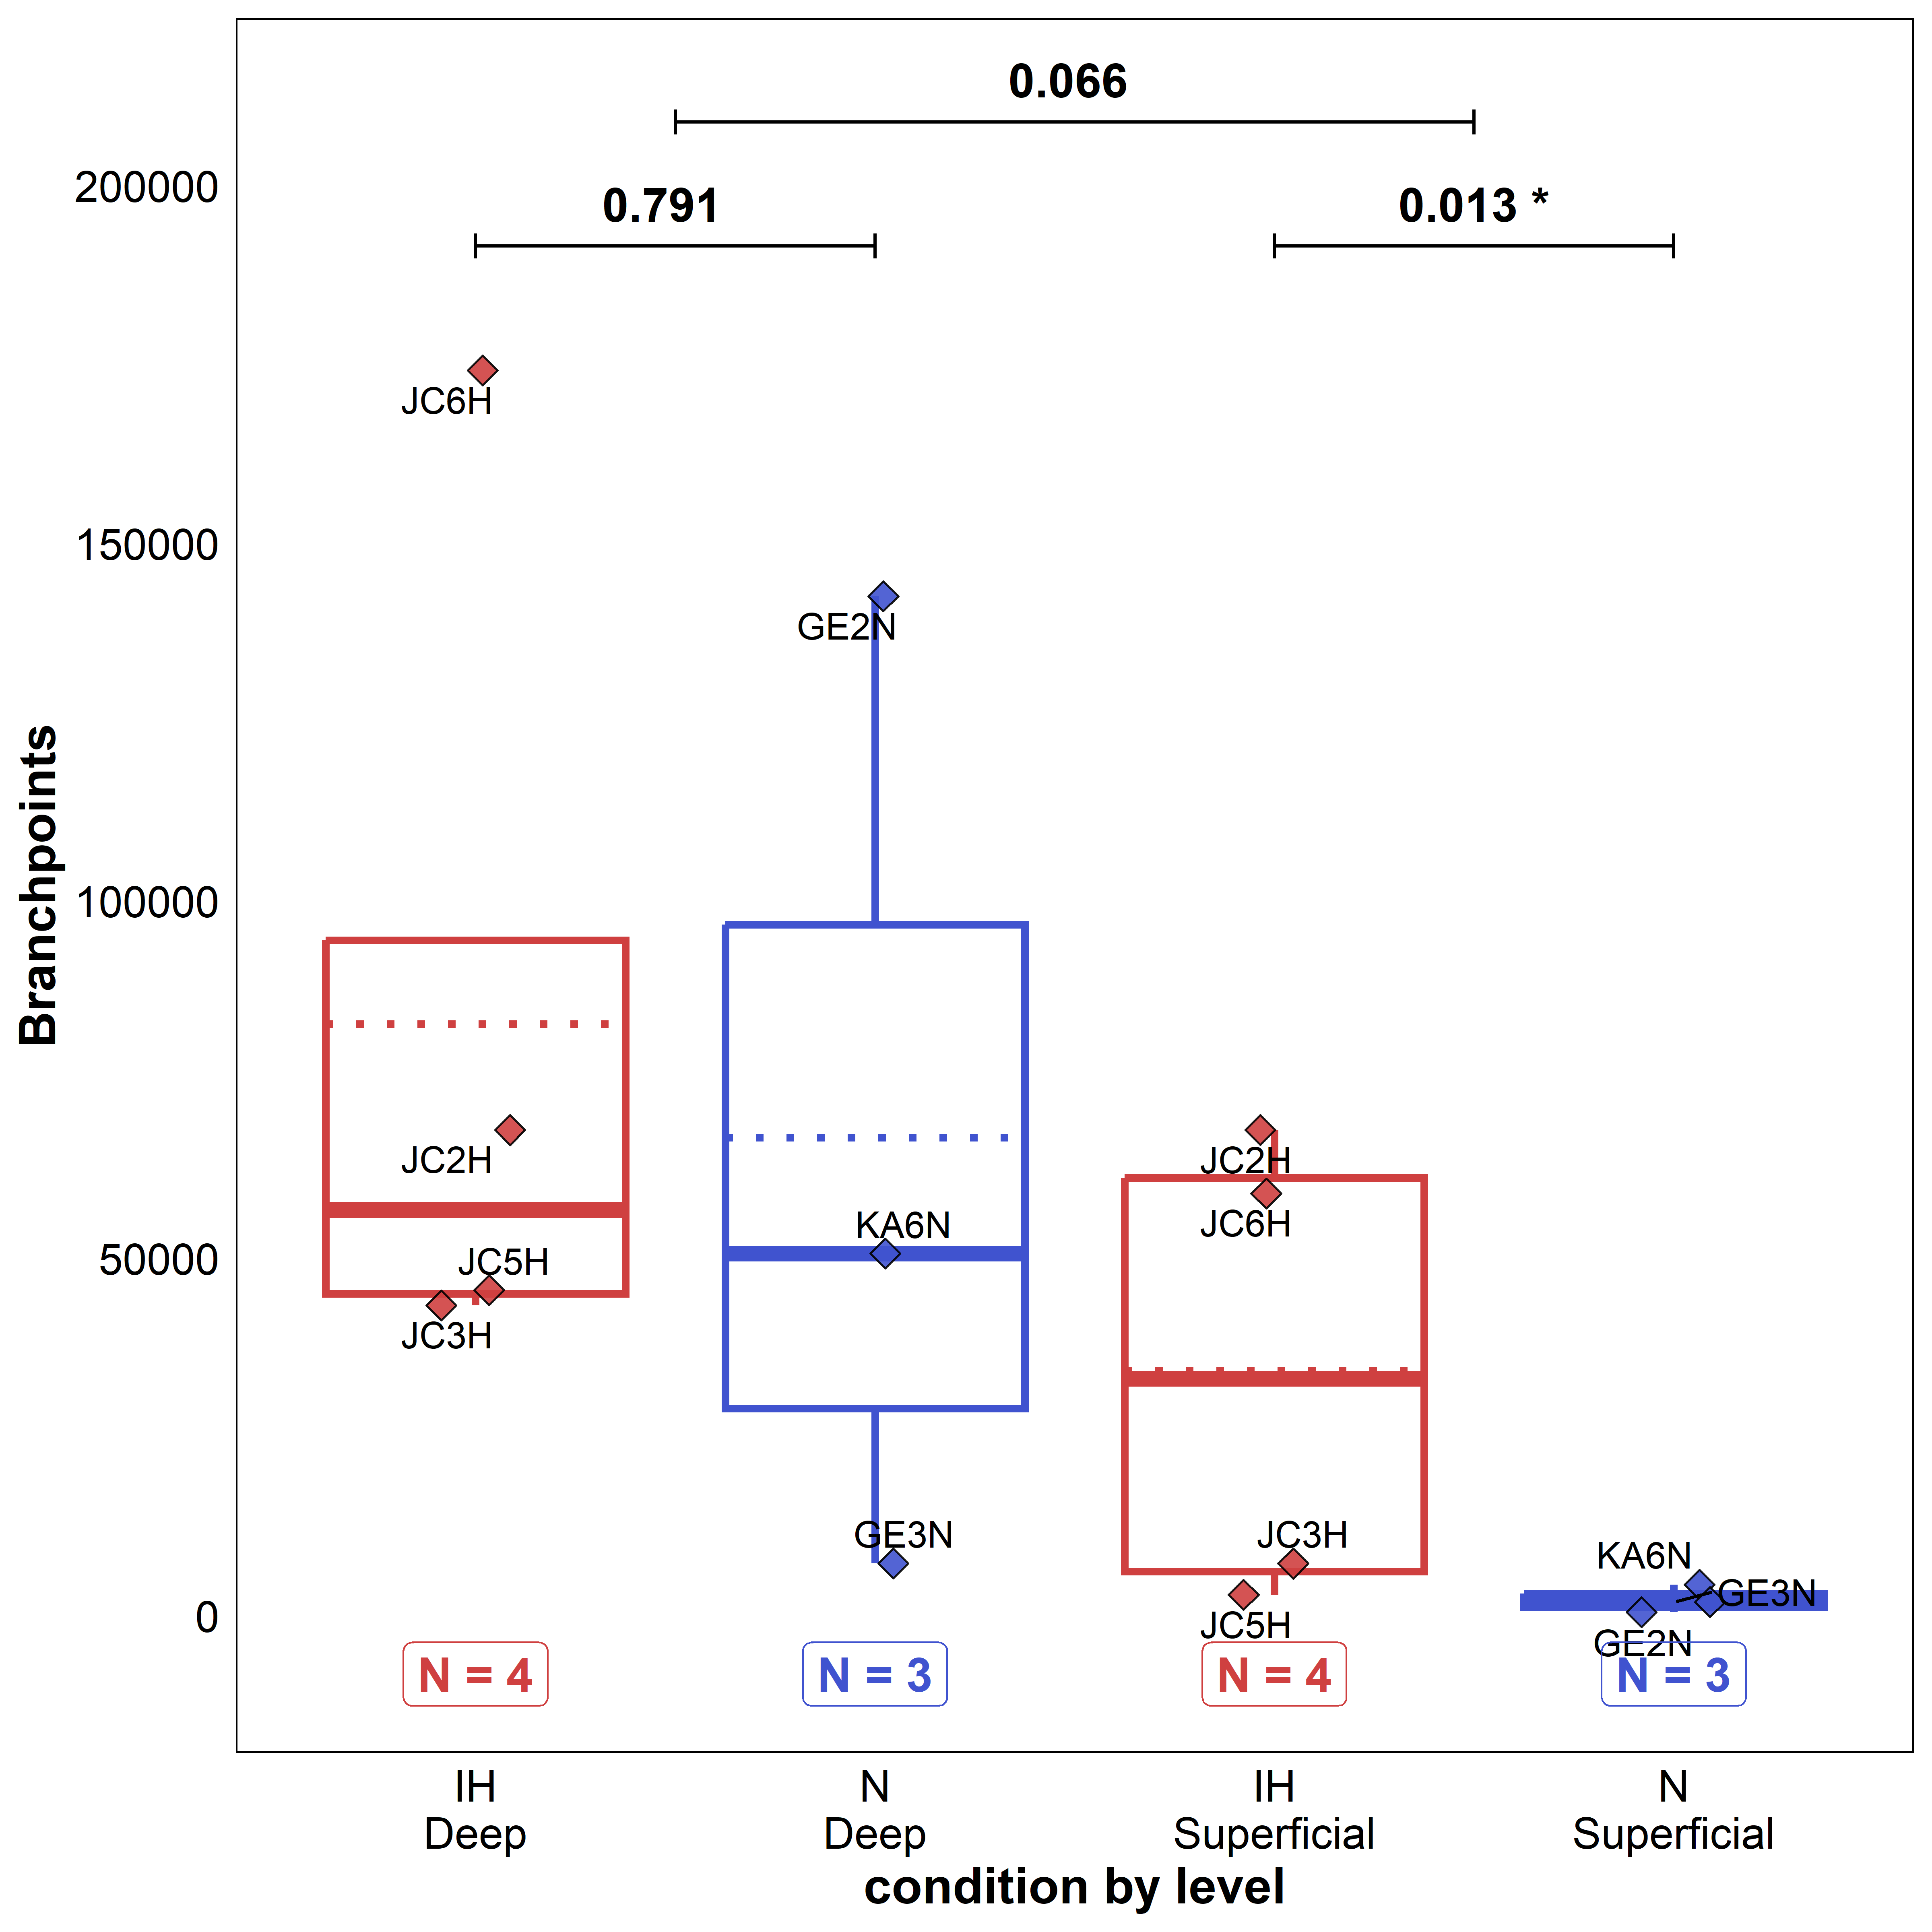 0.066
0.791
0.013 *
200000
150000
100000
50000
0
Branchpoints
JC6H
JC2H
JC5H
JC3H
GE2N
KA6N
GE3N
JC2H
JC6H
JC3H
JC5H
KA6N
GE3N
GE2N
N = 4
N = 3
N = 4
N = 3
IH
Deep
N
Deep
IH
Superficial
N
Superficial
condition by level